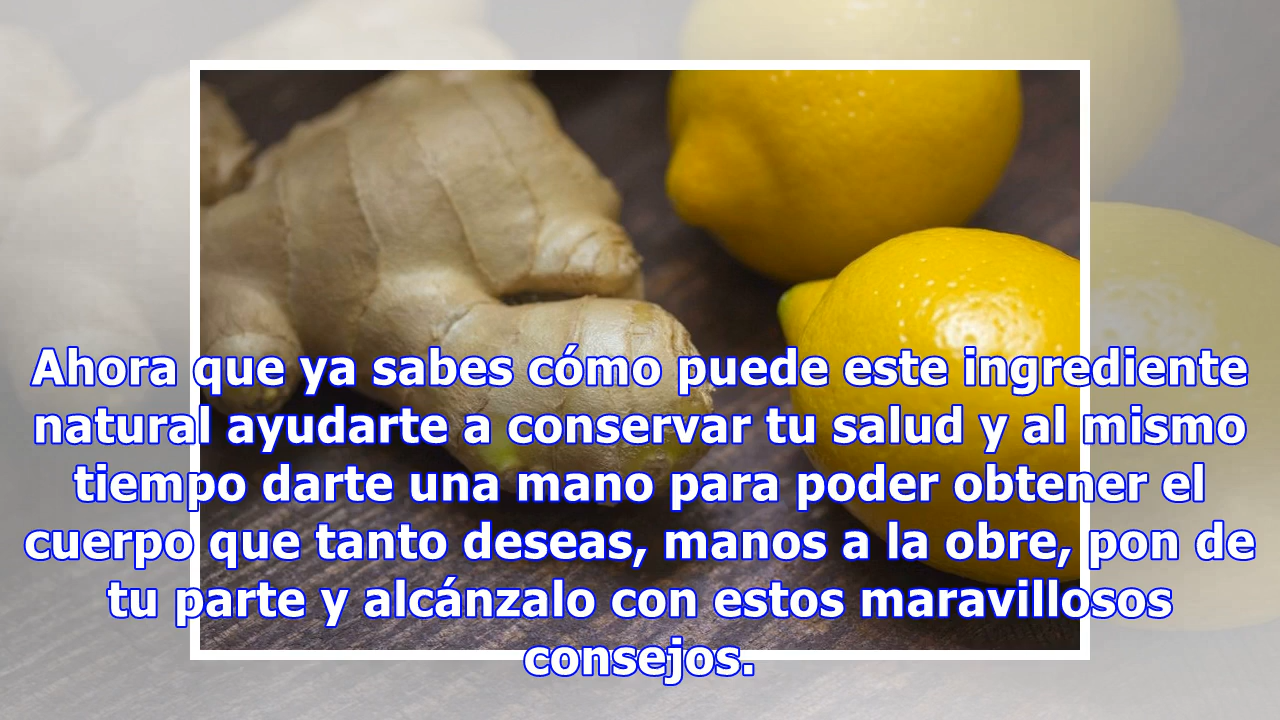 Ahora que ya sabes cómo puede este ingrediente
natural ayudarte a conservar tu salud y al mismo
tiempo darte una mano para poder obtener el
cuerpo que tanto deseas, manos a la obre, pon de
tu parte y alcánzalo con estos maravillosos
consejos.